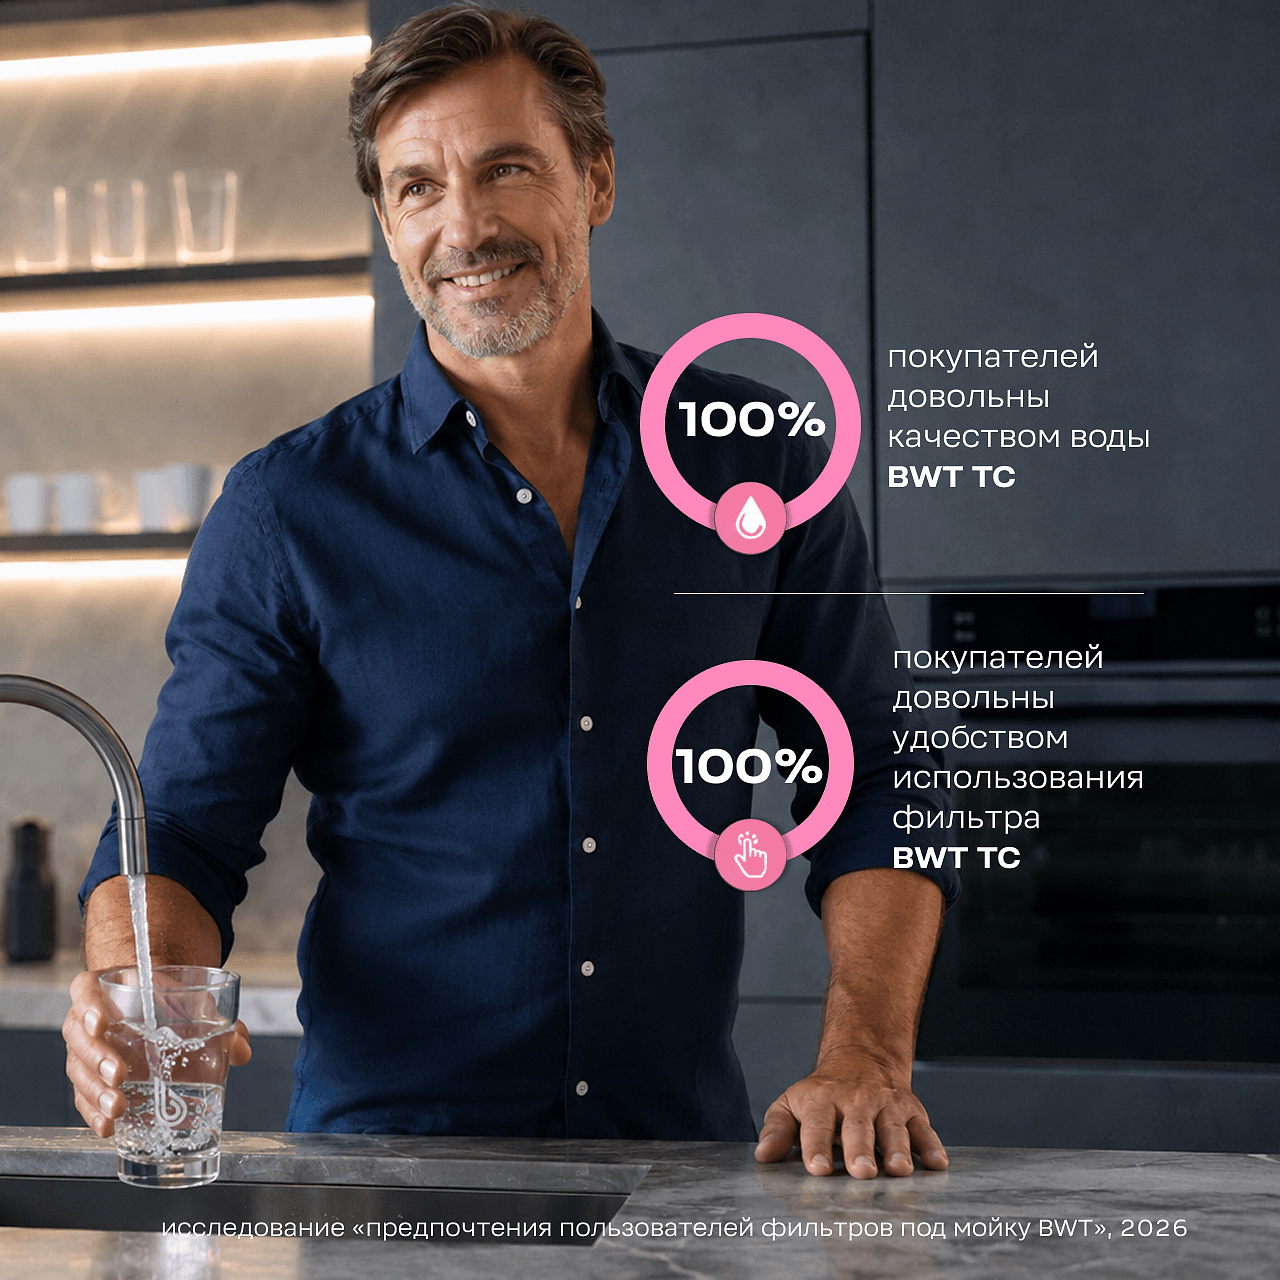 100%
покупателей
довольны
качеством воды
BWT TC
100%
покупателей
довольны
удобством
использования
фильтра
BWT TC
исследование «предпочтения пользователей фильтров под мойку BWT», 2026